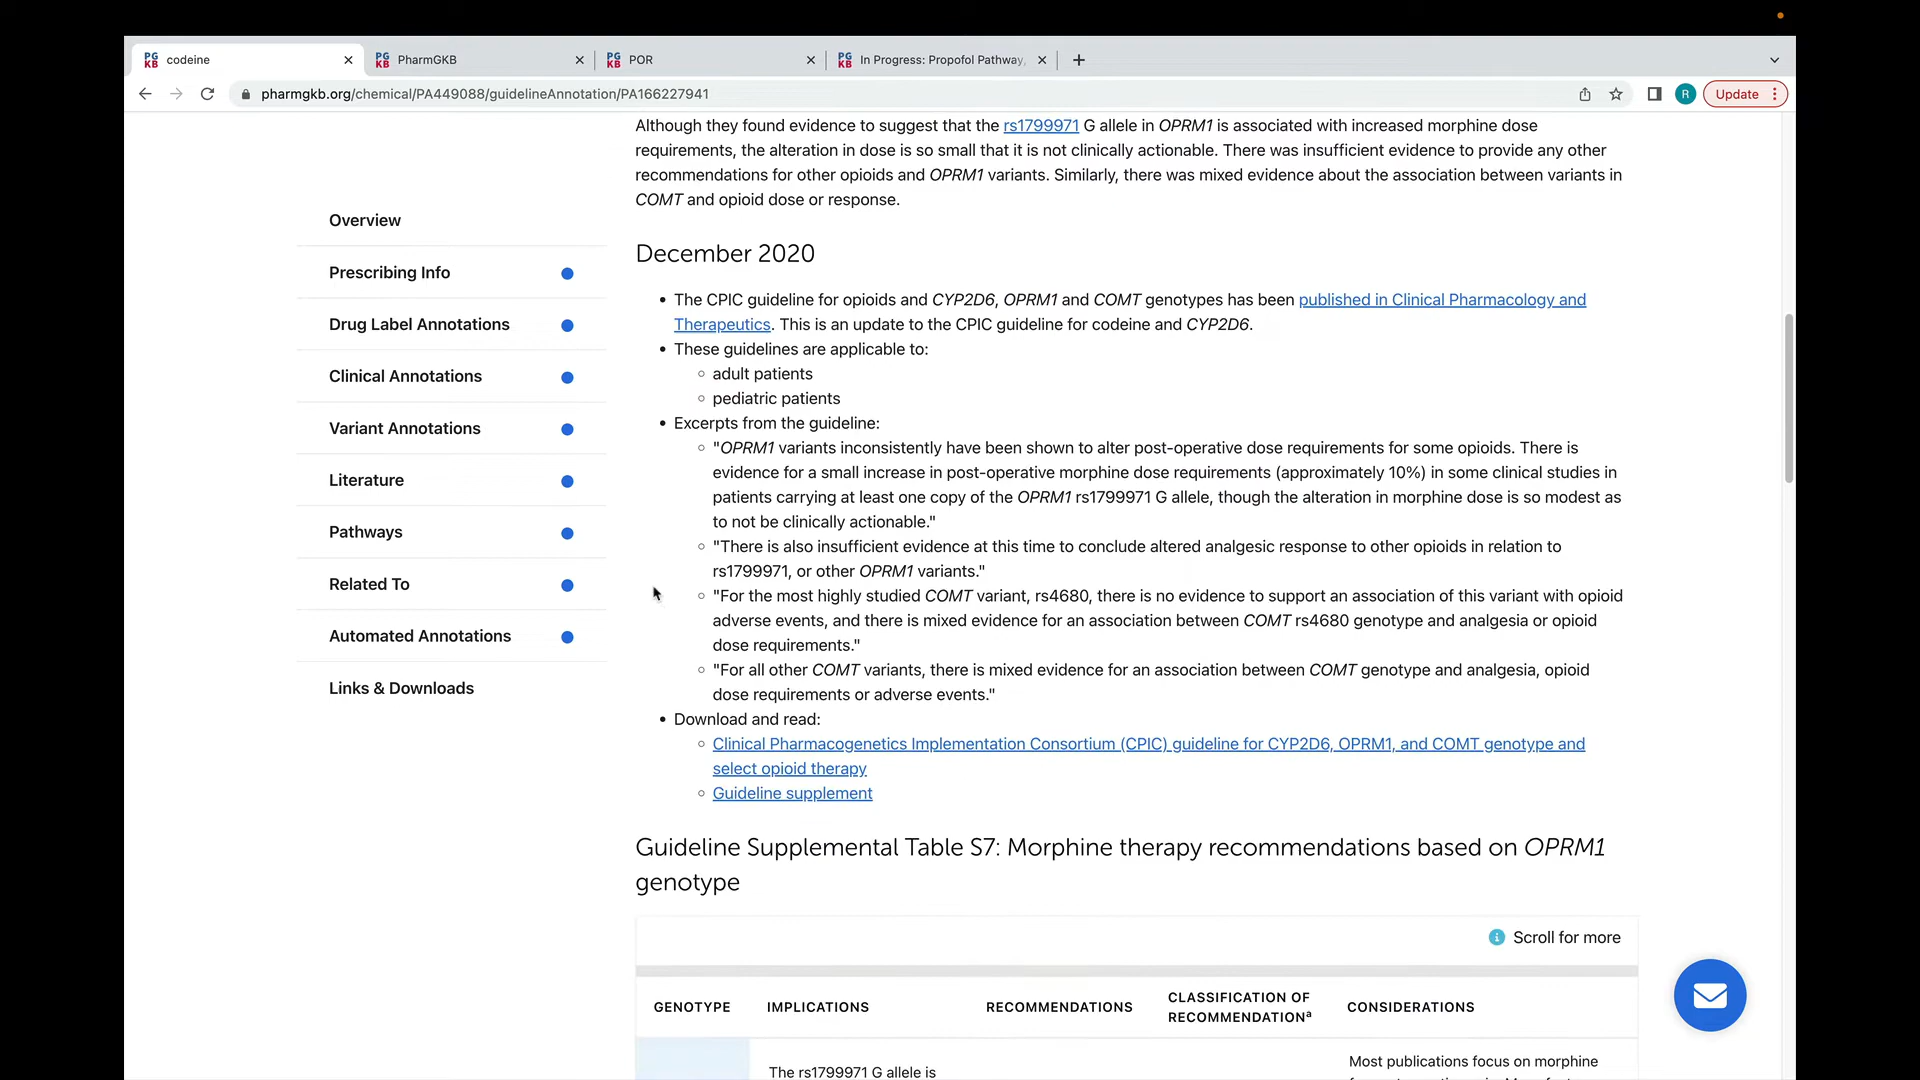 PG KB codeine
PG KB PharmGKB
PG KB POR
PG KB In Progress: Propofol Pathway,
pharmgkb.org/chemical/PA449088/guidelineAnnotation/PA166227941
R
Update
Overview
Prescribing Info
Drug Label Annotations
Clinical Annotations
Variant Annotations
Literature
Pathways
Related To
Automated Annotations
Links & Downloads
Although they found evidence to suggest that the rs1799971 G allele in OPRM1 is associated with increased morphine dose
requirements, the alteration in dose is so small that it is not clinically actionable. There was insufficient evidence to provide any other
recommendations for other opioids and OPRM1 variants. Similarly, there was mixed evidence about the association between variants in
COMT and opioid dose or response.
December 2020
• The CPIC guideline for opioids and CYP2D6, OPRM1 and COMT genotypes has been published in Clinical Pharmacology and
Therapeutics. This is an update to the CPIC guideline for codeine and CYP2D6.
• These guidelines are applicable to:
◦ adult patients
◦ pediatric patients
• Excerpts from the guideline:
◦ "OPRM1 variants inconsistently have been shown to alter post-operative dose requirements for some opioids. There is
evidence for a small increase in post-operative morphine dose requirements (approximately 10%) in some clinical studies in
patients carrying at least one copy of the OPRM1 rs1799971 G allele, though the alteration in morphine dose is so modest as
to not be clinically actionable."
◦ "There is also insufficient evidence at this time to conclude altered analgesic response to other opioids in relation to
rs1799971, or other OPRM1 variants."
◦ "For the most highly studied COMT variant, rs4680, there is no evidence to support an association of this variant with opioid
adverse events, and there is mixed evidence for an association between COMT rs4680 genotype and analgesia or opioid
dose requirements."
◦ "For all other COMT variants, there is mixed evidence for an association between COMT genotype and analgesia, opioid
dose requirements or adverse events."
• Download and read:
◦ Clinical Pharmacogenetics Implementation Consortium (CPIC) guideline for CYP2D6, OPRM1, and COMT genotype and
select opioid therapy
◦ Guideline supplement
Guideline Supplemental Table S7: Morphine therapy recommendations based on OPRM1
genotype
Scroll for more
GENOTYPE
IMPLICATIONS
RECOMMENDATIONS
CLASSIFICATION OF
RECOMMENDATIONᵃ
CONSIDERATIONS
The rs1799971 G allele is
Most publications focus on morphine